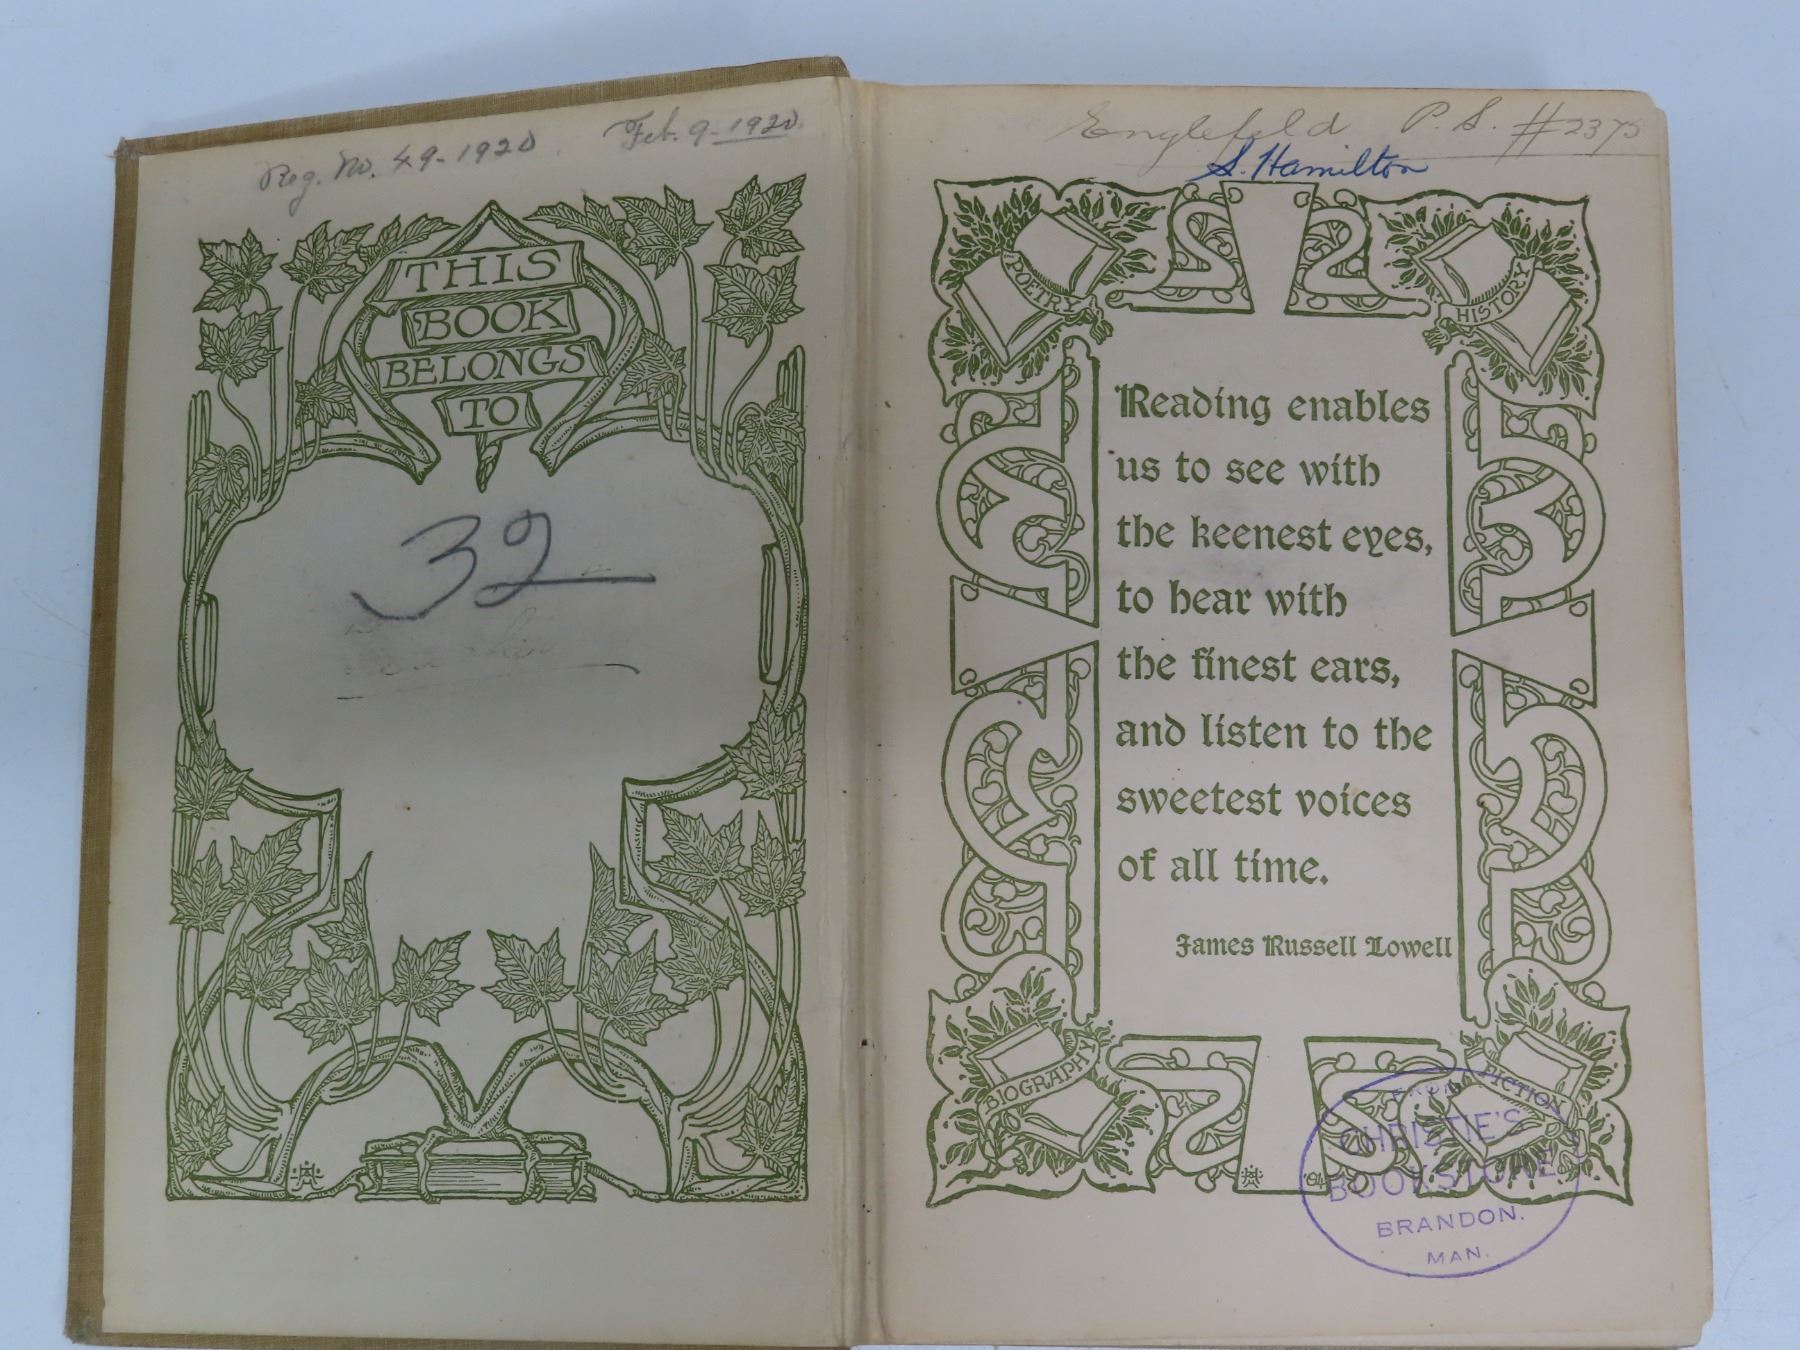 Reg. No. 49-1920
Feb. 9-1920.
THIS
BOOK
BELONGS
TO
32
Englefeld P. S. #2375
S. Hamilton
POETRY
HISTORY
Reading enables
us to see with
the keenest eyes,
to hear with
the finest ears,
and listen to the
sweetest voices
of all time.
James Russell Lowell
BIOGRAPHY
FICTION
FROM
CHRISTIE'S
BOOKSTORE
BRANDON.
MAN.